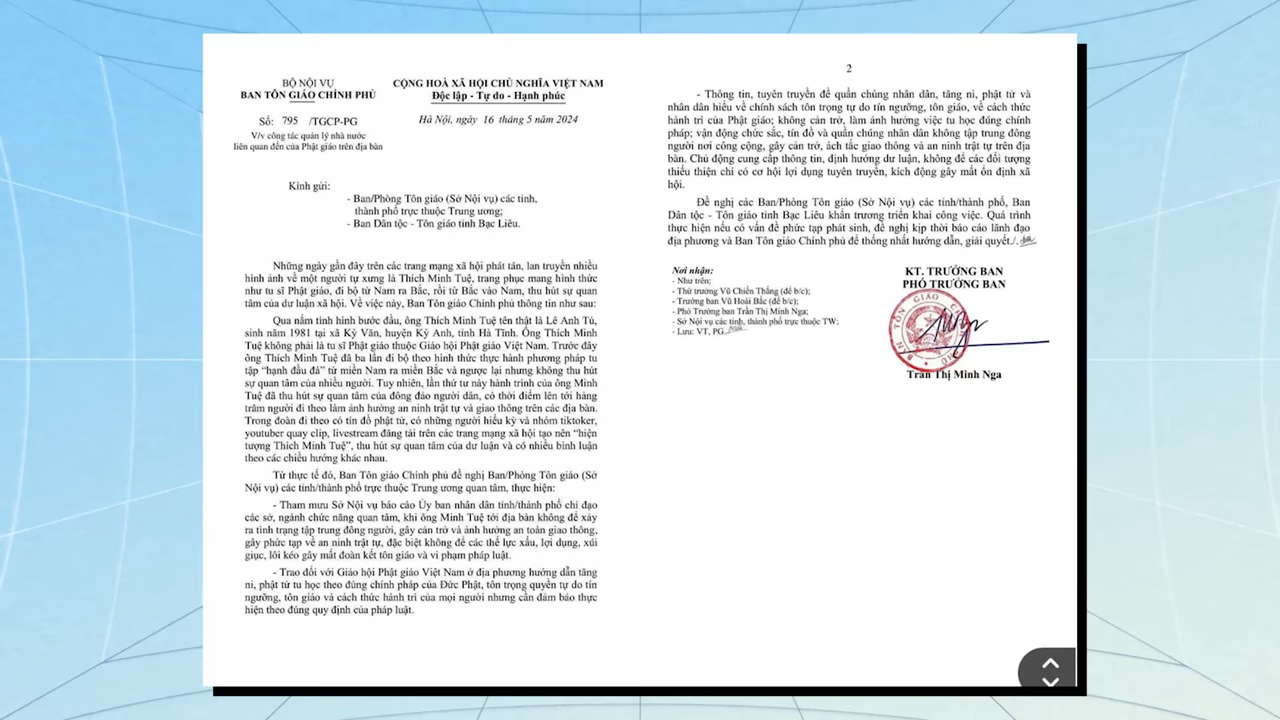 BỘ NỘI VỤ
BAN TÔN GIÁO CHÍNH PHỦ
Số: 795 /TGCP-PG
V/v công tác quản lý nhà nước
liên quan đến của Phật giáo trên địa bàn
CỘNG HOÀ XÃ HỘI CHỦ NGHĨA VIỆT NAM
Độc lập - Tự do - Hạnh phúc
Hà Nội, ngày 16 tháng 5 năm 2024
Kính gửi:
- Ban/Phòng Tôn giáo (Sở Nội vụ) các tỉnh,
thành phố trực thuộc Trung ương;
- Ban Dân tộc - Tôn giáo tỉnh Bạc Liêu.
Những ngày gần đây trên các trang mạng xã hội phát tán, lan truyền nhiều
hình ảnh về một người tự xưng là Thích Minh Tuệ, trang phục mang hình thức
như tu sĩ Phật giáo, đi bộ từ Nam ra Bắc, rồi từ Bắc vào Nam, thu hút sự quan
tâm của dư luận xã hội. Về việc này, Ban Tôn giáo Chính phủ thông tin như sau:
Qua nắm tình hình bước đầu, ông Thích Minh Tuệ tên thật là Lê Anh Tú,
sinh năm 1981 tại xã Kỳ Văn, huyện Kỳ Anh, tỉnh Hà Tĩnh. Ông Thích Minh
Tuệ không phải là tu sĩ Phật giáo thuộc Giáo hội Phật giáo Việt Nam. Trước đây
ông Thích Minh Tuệ đã ba lần đi bộ theo hình thức thực hành phương pháp tu
tập “hạnh đầu đà” từ miền Nam ra miền Bắc và ngược lại nhưng không thu hút
sự quan tâm của nhiều người. Tuy nhiên, lần thứ tư này hành trình của ông Minh
Tuệ đã thu hút sự quan tâm của đông đảo người dân, có thời điểm lên tới hàng
trăm người đi theo làm ảnh hưởng an ninh trật tự và giao thông trên các địa bàn.
Trong đoàn đi theo có tín đồ phật tử, có những người hiếu kỳ và nhóm tiktoker,
youtuber quay clip, livestream đăng tải trên các trang mạng xã hội tạo nên “hiện
tượng Thích Minh Tuệ”, thu hút sự quan tâm của dư luận và có nhiều bình luận
theo các chiều hướng khác nhau.
Từ thực tế đó, Ban Tôn giáo Chính phủ đề nghị Ban/Phòng Tôn giáo (Sở
Nội vụ) các tỉnh/thành phố trực thuộc Trung ương quan tâm, thực hiện:
- Tham mưu Sở Nội vụ báo cáo Ủy ban nhân dân tỉnh/thành phố chỉ đạo
các sở, ngành chức năng quan tâm, khi ông Minh Tuệ tới địa bàn không để xảy
ra tình trạng tập trung đông người, gây cản trở và ảnh hưởng an toàn giao thông,
gây phức tạp về an ninh trật tự, đặc biệt không để các thế lực xấu, lợi dụng, xúi
giục, lôi kéo gây mất đoàn kết tôn giáo và vi phạm pháp luật.
- Trao đổi với Giáo hội Phật giáo Việt Nam ở địa phương hướng dẫn tăng
ni, phật tử tu học theo đúng chính pháp của Đức Phật, tôn trọng quyền tự do tín
ngưỡng, tôn giáo và cách thức hành trì của mọi người nhưng cần đảm bảo thực
hiện theo đúng quy định của pháp luật.
2
- Thông tin, tuyên truyền để quần chúng nhân dân, tăng ni, phật tử và
nhân dân hiểu về chính sách tôn trọng tự do tín ngưỡng, tôn giáo, về cách thức
hành trì của Phật giáo; không cản trở, làm ảnh hưởng việc tu học đúng chính
pháp; vận động chức sắc, tín đồ và quần chúng nhân dân không tập trung đông
người nơi công cộng, gây cản trở, ách tắc giao thông và an ninh trật tự trên địa
bàn. Chủ động cung cấp thông tin, định hướng dư luận, không để các đối tượng
thiếu thiện chí có cơ hội lợi dụng tuyên truyền, kích động gây mất ổn định xã
hội.
Đề nghị các Ban/Phòng Tôn giáo (Sở Nội vụ) các tỉnh/thành phố, Ban
Dân tộc - Tôn giáo tỉnh Bạc Liêu khẩn trương triển khai công việc. Quá trình
thực hiện nếu có vấn đề phức tạp phát sinh, đề nghị kịp thời báo cáo lãnh đạo
địa phương và Ban Tôn giáo Chính phủ để thống nhất hướng dẫn, giải quyết./.
Nơi nhận:
- Như trên;
- Thứ trưởng Vũ Chiến Thắng (để b/c);
- Trưởng ban Vũ Hoài Bắc (để b/c);
- Phó Trưởng ban Trần Thị Minh Nga;
- Sở Nội vụ các tỉnh, thành phố trực thuộc TW;
- Lưu: VT, PG.
KT. TRƯỞNG BAN
PHÓ TRƯỞNG BAN
BAN TÔN GIÁO
Trần Thị Minh Nga